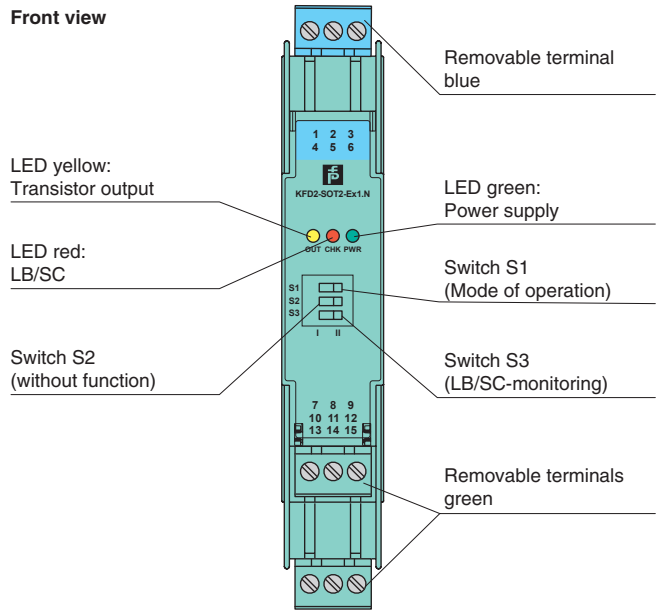 Front view
Removable terminal
blue
1 2 3
4 5 6
KFD2-SOT2-Ex1.N
LED yellow:
Transistor output
LED green:
Power supply
OUT CHK PWR
LED red:
LB/SC
Switch S1
(Mode of operation)
S1
S2
S3
I II
Switch S2
(without function)
Switch S3
(LB/SC-monitoring)
7 8 9
10 11 12
13 14 15
Removable terminals
green